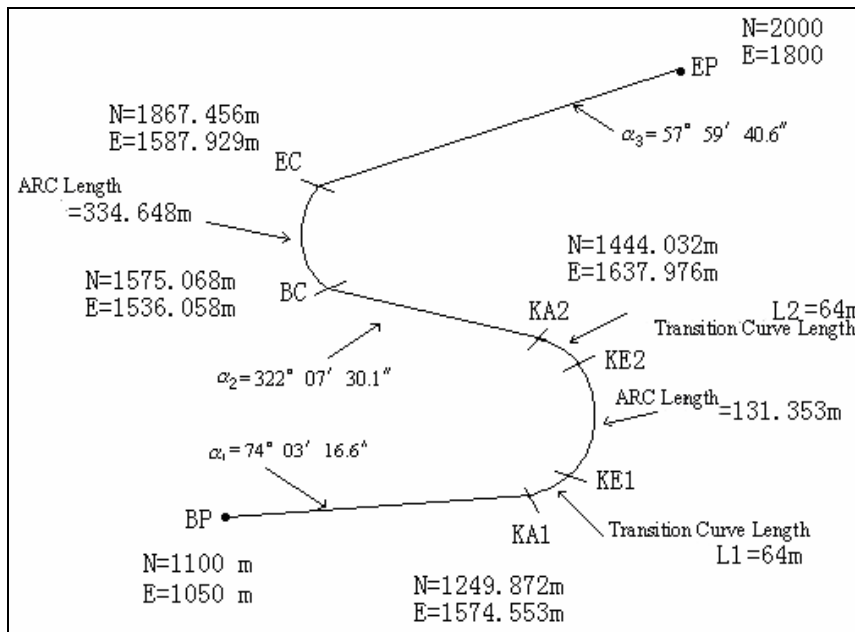 N=2000
E=1800
EP
N=1867.456m
E=1587.929m
α3=57° 59′ 40.6″
EC
ARC Length
=334.648m
N=1444.032m
E=1637.976m
N=1575.068m
E=1536.058m
BC
KA2
L2=64m
Transition Curve Length
KE2
α2=322° 07′ 30.1″
ARC Length
=131.353m
α1=74° 03′ 16.6″
KE1
BP
KA1
Transition Curve Length
L1=64m
N=1100 m
E=1050 m
N=1249.872m
E=1574.553m